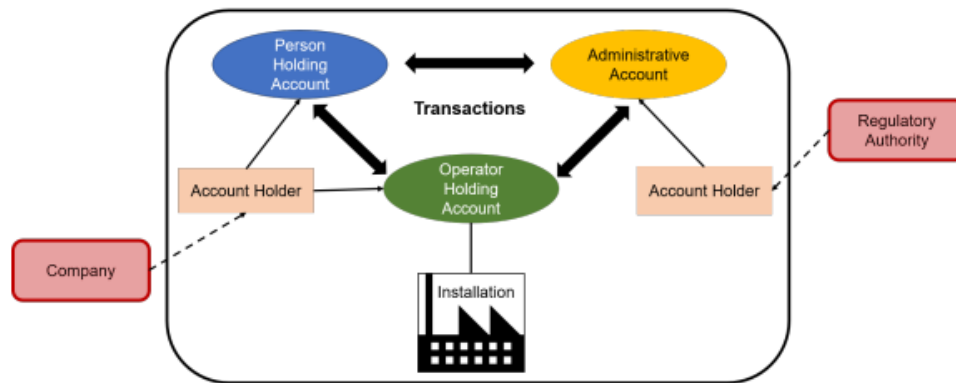 Person
Holding
Account
Administrative
Account
Transactions
Regulatory
Authority
Account Holder
Operator
Holding
Account
Account Holder
Company
Installation